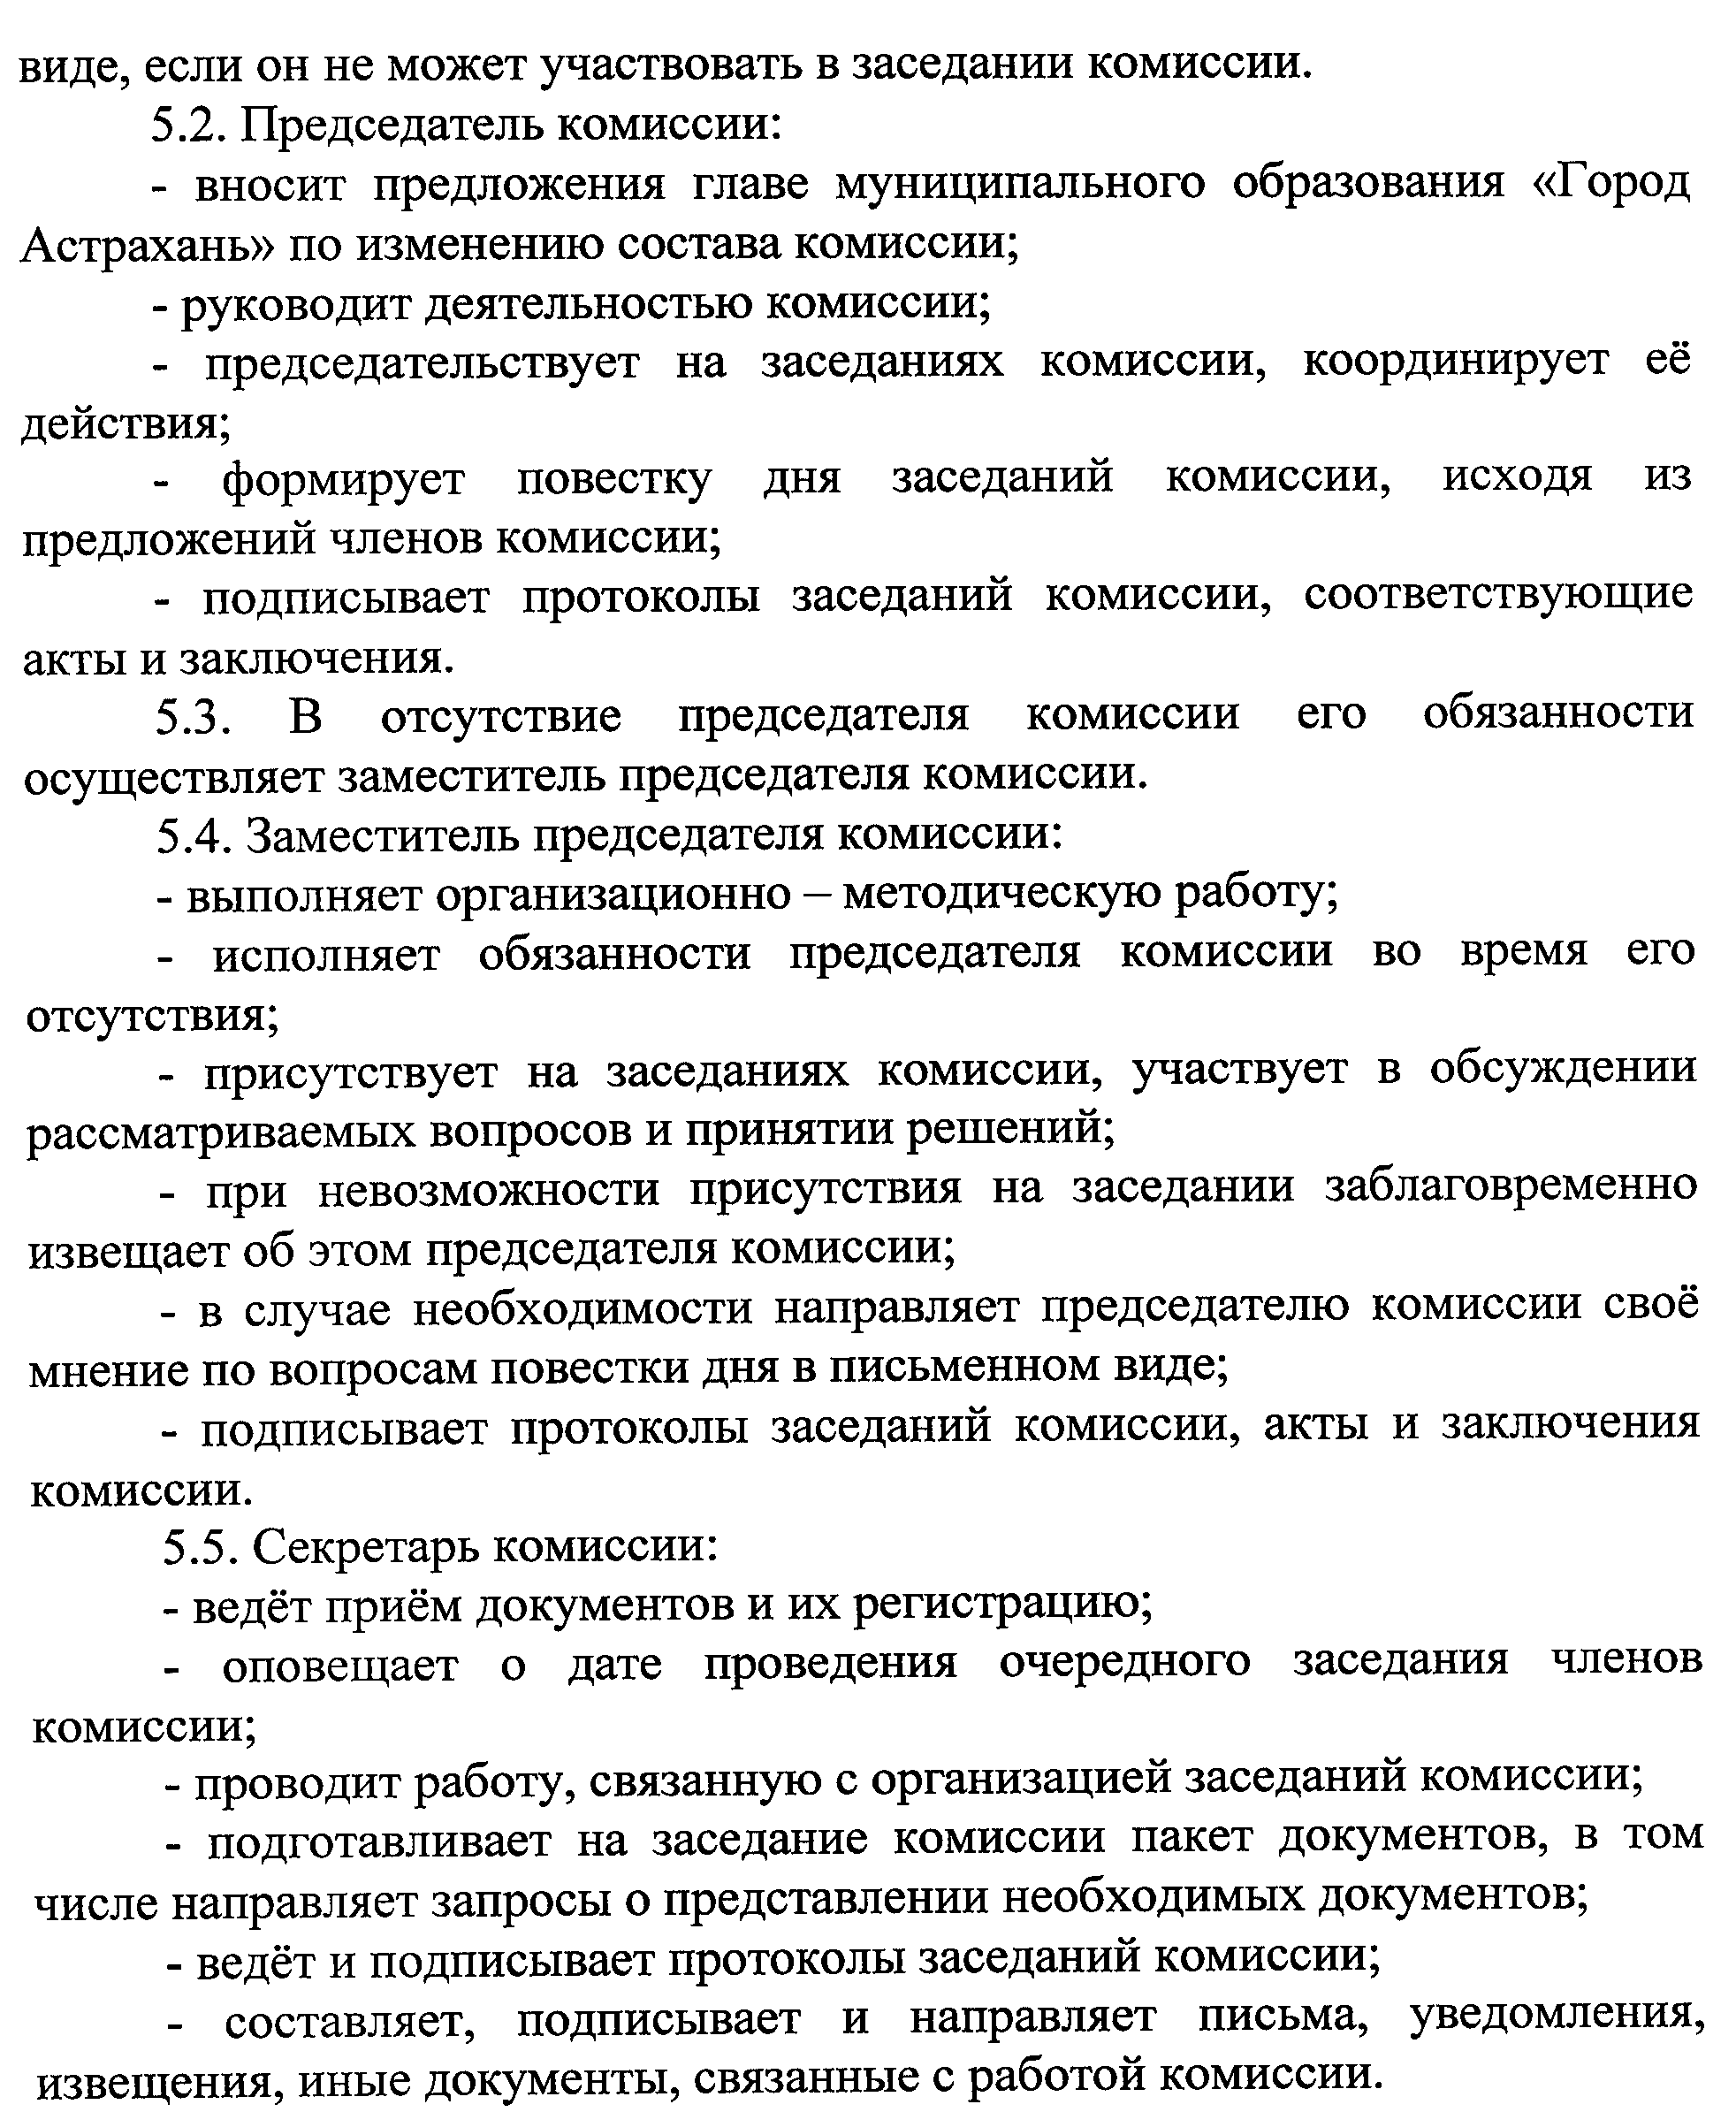 виде, если он не может участвовать в заседании комиссии.
5.2. Председатель комиссии:
- вносит предложения главе муниципального образования «Город
Астрахань» по изменению состава комиссии;
- руководит деятельностью комиссии;
- председательствует на заседаниях комиссии, координирует её
действия;
- формирует повестку дня заседаний комиссии, исходя из
предложений членов комиссии;
- подписывает протоколы заседаний комиссии, соответствующие
акты и заключения.
5.3. В отсутствие председателя комиссии его обязанности
осуществляет заместитель председателя комиссии.
5.4. Заместитель председателя комиссии:
- выполняет организационно – методическую работу;
- исполняет обязанности председателя комиссии во время его
отсутствия;
- присутствует на заседаниях комиссии, участвует в обсуждении
рассматриваемых вопросов и принятии решений;
- при невозможности присутствия на заседании заблаговременно
извещает об этом председателя комиссии;
- в случае необходимости направляет председателю комиссии своё
мнение по вопросам повестки дня в письменном виде;
- подписывает протоколы заседаний комиссии, акты и заключения
комиссии.
5.5. Секретарь комиссии:
- ведёт приём документов и их регистрацию;
- оповещает о дате проведения очередного заседания членов
комиссии;
- проводит работу, связанную с организацией заседаний комиссии;
- подготавливает на заседание комиссии пакет документов, в том
числе направляет запросы о представлении необходимых документов;
- ведёт и подписывает протоколы заседаний комиссии;
- составляет, подписывает и направляет письма, уведомления,
извещения, иные документы, связанные с работой комиссии.